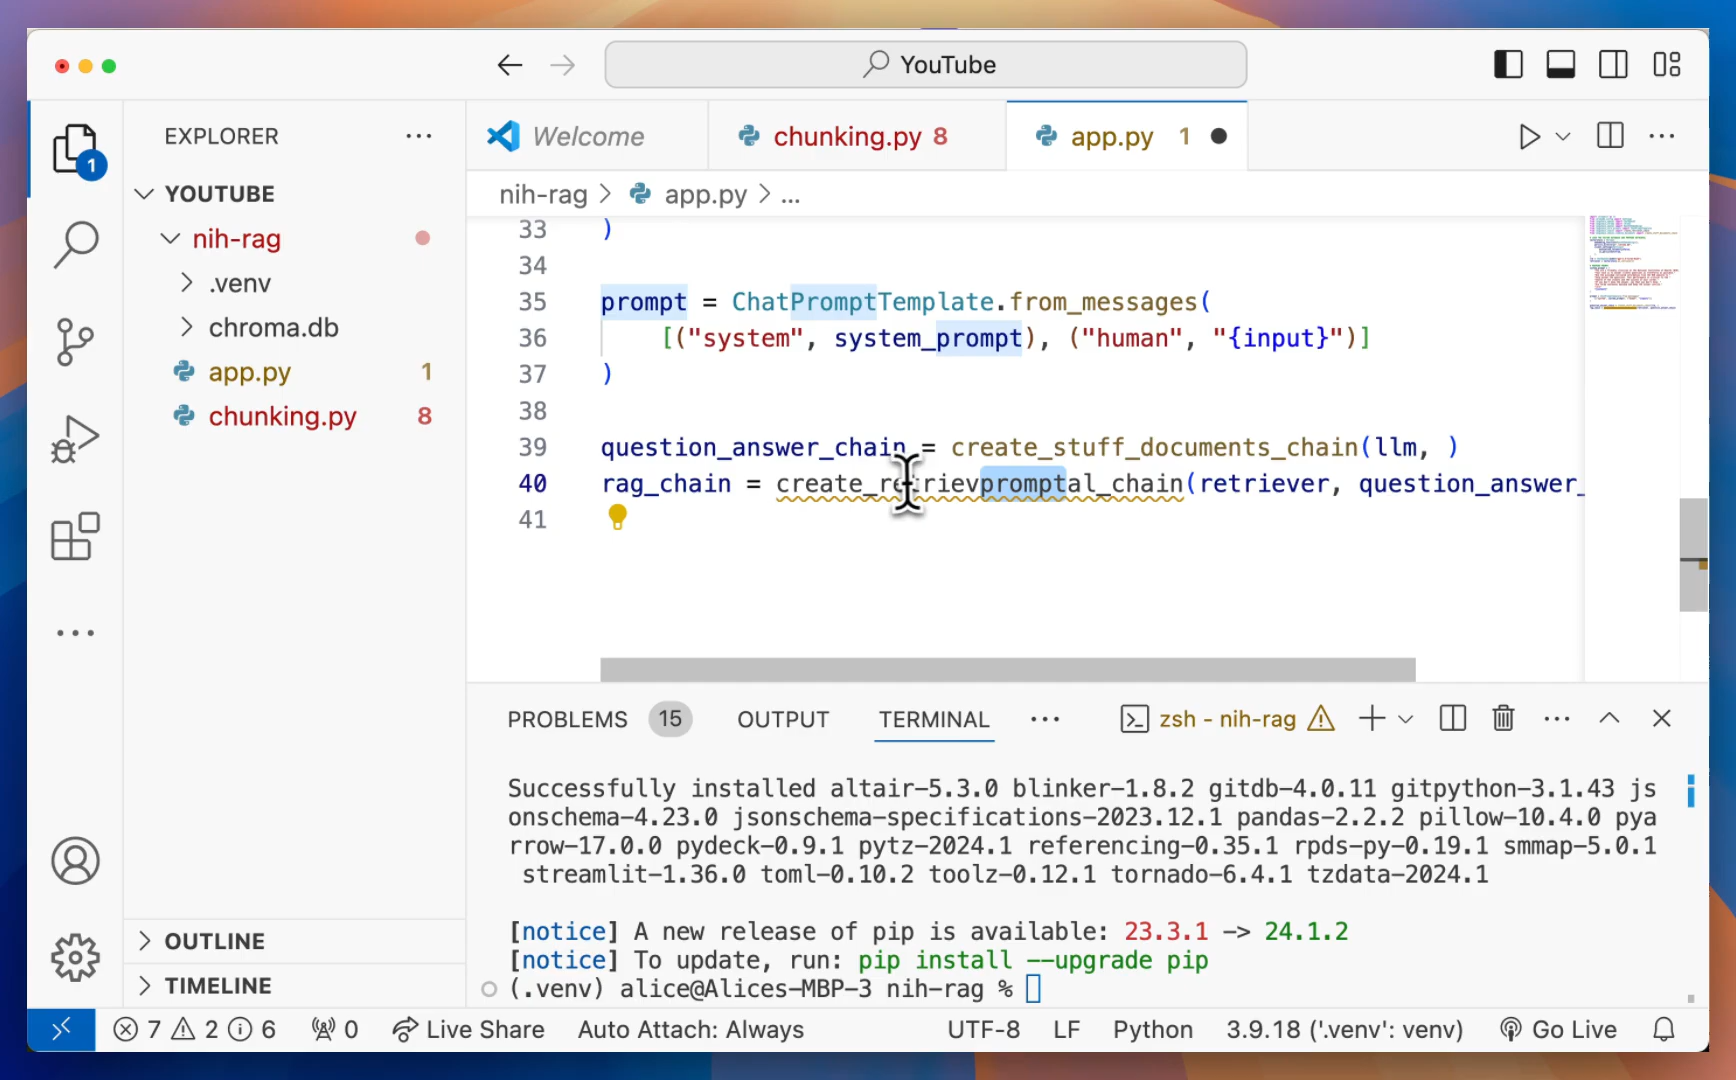 YouTube
EXPLORER
Welcome
chunking.py 8
app.py 1
1
YOUTUBE
nih-rag > app.py > ...
nih-rag
.venv
chroma.db
app.py 1
chunking.py 8
33 )
34
35 prompt = ChatPromptTemplate.from_messages(
36 [("system", system_prompt), ("human", "{input}")]
37 )
38
39 question_answer_chain = create_stuff_documents_chain(llm, )
40 rag_chain = create_retrievpromptal_chain(retriever, question_answer_
41
PROBLEMS 15 OUTPUT TERMINAL zsh - nih-rag
Successfully installed altair-5.3.0 blinker-1.8.2 gitdb-4.0.11 gitpython-3.1.43 js
onschema-4.23.0 jsonschema-specifications-2023.12.1 pandas-2.2.2 pillow-10.4.0 pya
rrow-17.0.0 pydeck-0.9.1 pytz-2024.1 referencing-0.35.1 rpds-py-0.19.1 smmap-5.0.1
streamlit-1.36.0 toml-0.10.2 toolz-0.12.1 tornado-6.4.1 tzdata-2024.1
[notice] A new release of pip is available: 23.3.1 -> 24.1.2
[notice] To update, run: pip install --upgrade pip
(.venv) alice@Alices-MBP-3 nih-rag %
OUTLINE
TIMELINE
7 2 6 0 Live Share Auto Attach: Always UTF-8 LF Python 3.9.18 ('.venv': venv) Go Live